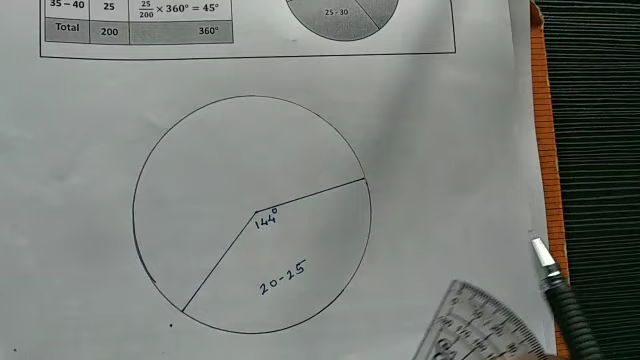 35 – 40 25 25/200 × 360° = 45°
Total 200 360°
25 - 30
144°
20-25